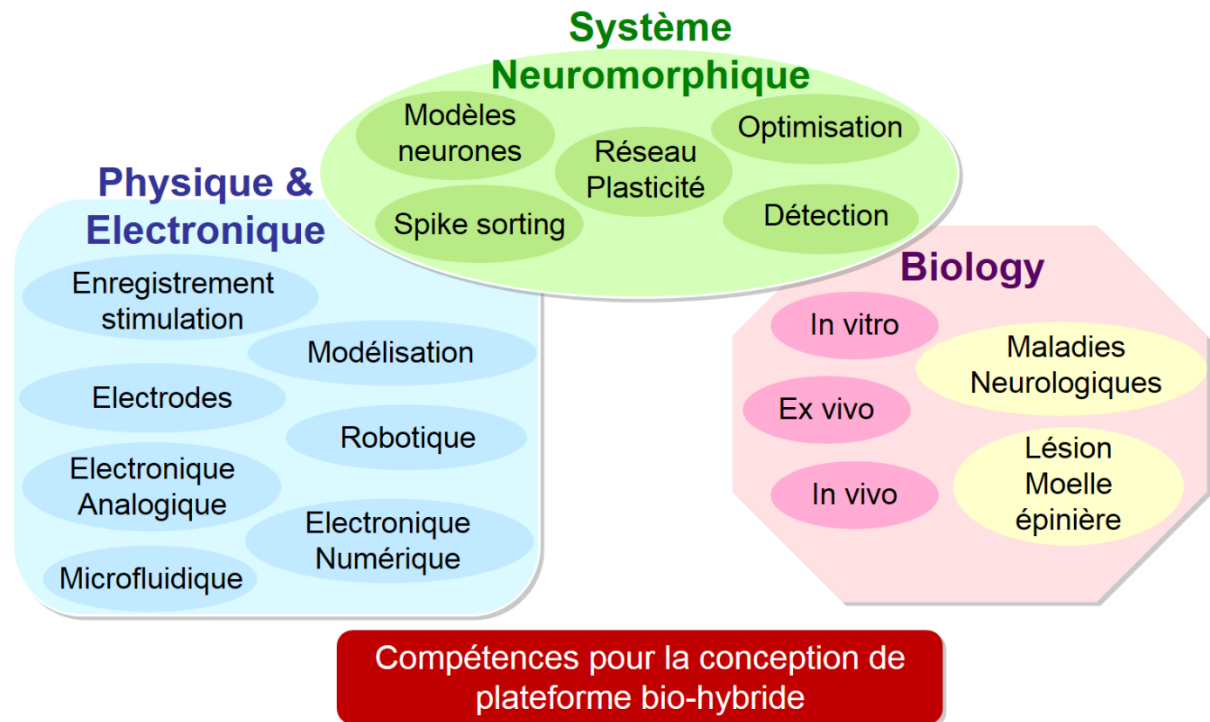 Système
Neuromorphique
Modèles
neurones
Réseau
Plasticité
Optimisation
Spike sorting
Détection
Physique &
Electronique
Enregistrement
stimulation
Modélisation
Electrodes
Robotique
Electronique
Analogique
Electronique
Numérique
Microfluidique
Biology
In vitro
Maladies
Neurologiques
Ex vivo
Lésion
Moelle
épinière
In vivo
Compétences pour la conception de
plateforme bio-hybride